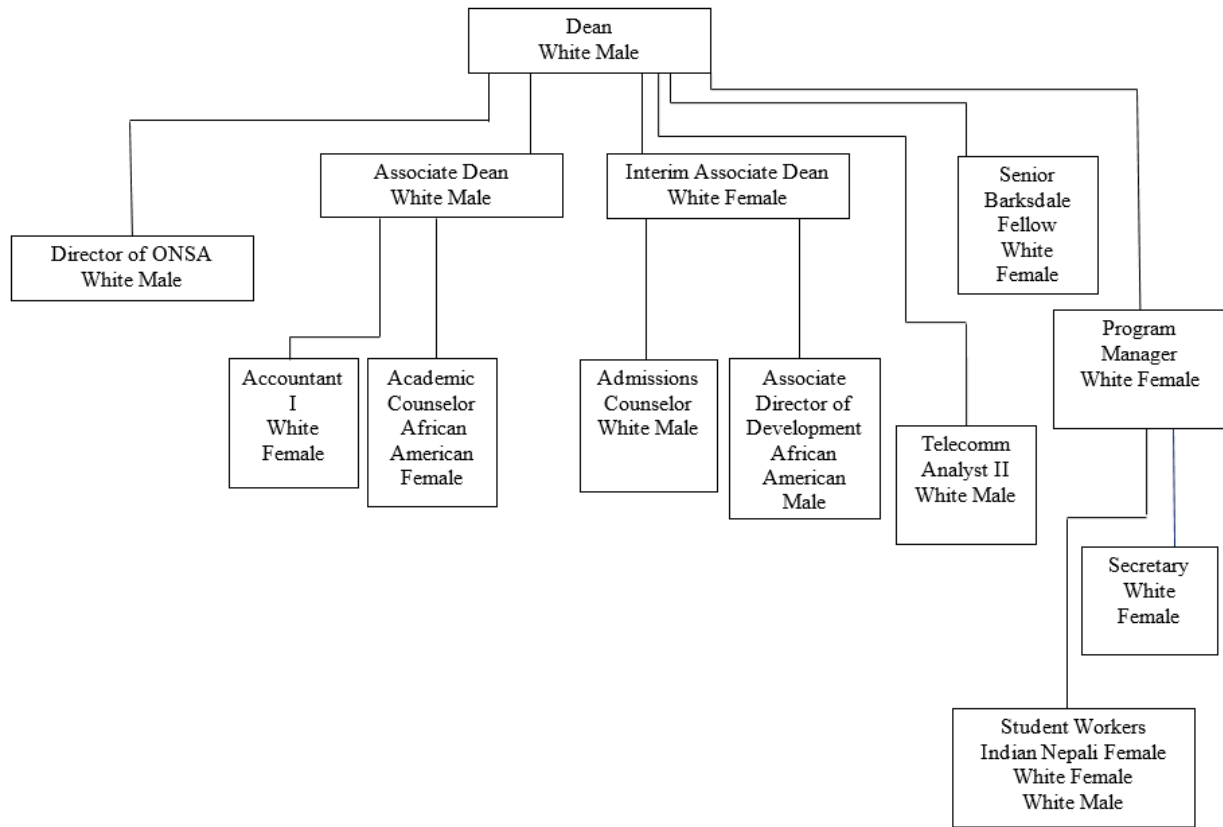 Dean
White Male
Associate Dean
White Male
Interim Associate Dean
White Female
Senior
Barksdale
Fellow
White
Female
Director of ONSA
White Male
Program
Manager
White Female
Accountant
I
White
Female
Academic
Counselor
African
American
Female
Admissions
Counselor
White Male
Associate
Director of
Development
African
American
Male
Telecomm
Analyst II
White Male
Secretary
White
Female
Student Workers
Indian Nepali Female
White Female
White Male